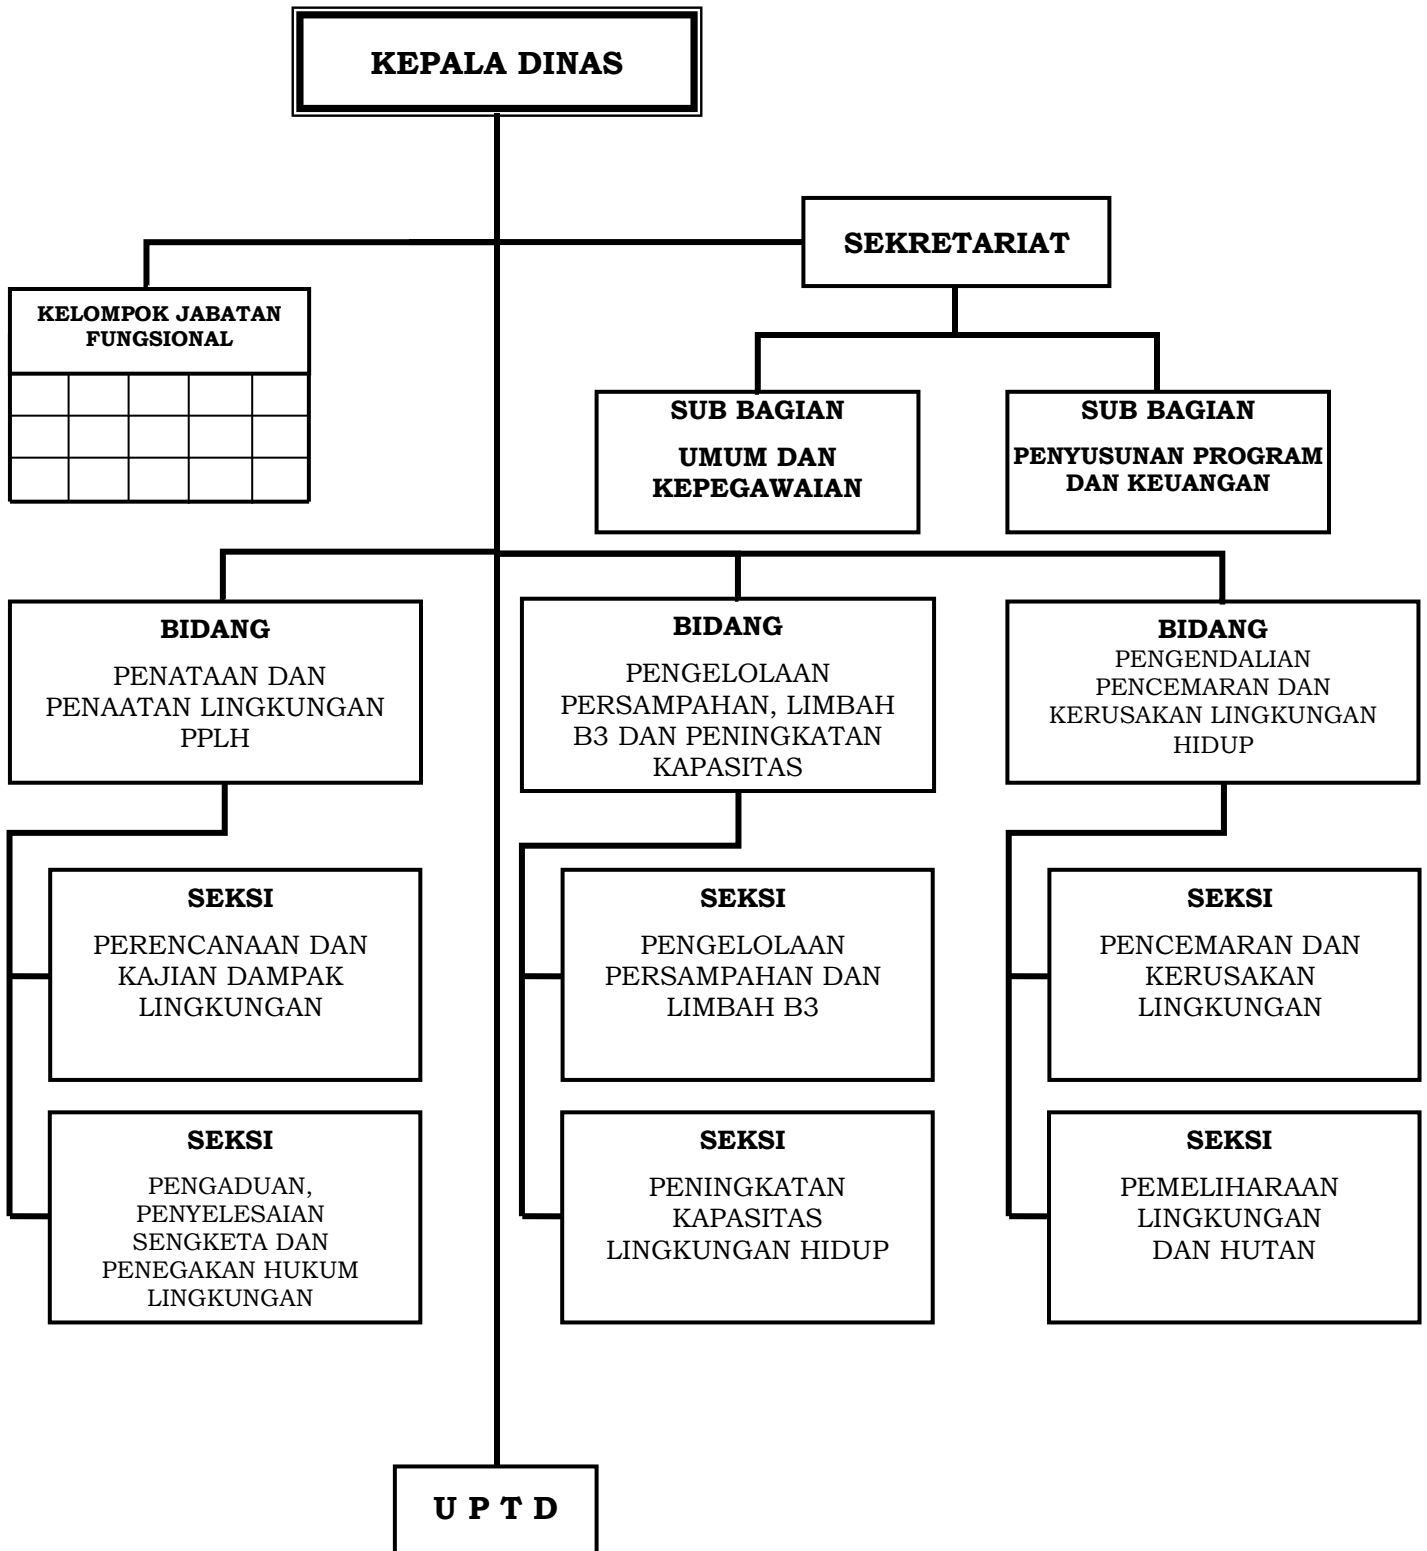 KEPALA DINAS
SEKRETARIAT
KELOMPOK JABATAN
FUNGSIONAL
SUB BAGIAN
UMUM DAN
KEPEGAWAIAN
SUB BAGIAN
PENYUSUNAN PROGRAM
DAN KEUANGAN
BIDANG
PENATAAN DAN
PENAATAN LINGKUNGAN
PPLH
BIDANG
PENGELOLAAN
PERSAMPAHAN, LIMBAH
B3 DAN PENINGKATAN
KAPASITAS
BIDANG
PENGENDALIAN
PENCEMARAN DAN
KERUSAKAN LINGKUNGAN
HIDUP
SEKSI
PERENCANAAN DAN
KAJIAN DAMPAK
LINGKUNGAN
SEKSI
PENGELOLAAN
PERSAMPAHAN DAN
LIMBAH B3
SEKSI
PENCEMARAN DAN
KERUSAKAN
LINGKUNGAN
SEKSI
PENGADUAN,
PENYELESAIAN
SENGKETA DAN
PENEGAKAN HUKUM
LINGKUNGAN
SEKSI
PENINGKATAN
KAPASITAS
LINGKUNGAN HIDUP
SEKSI
PEMELIHARAAN
LINGKUNGAN
DAN HUTAN
U P T D